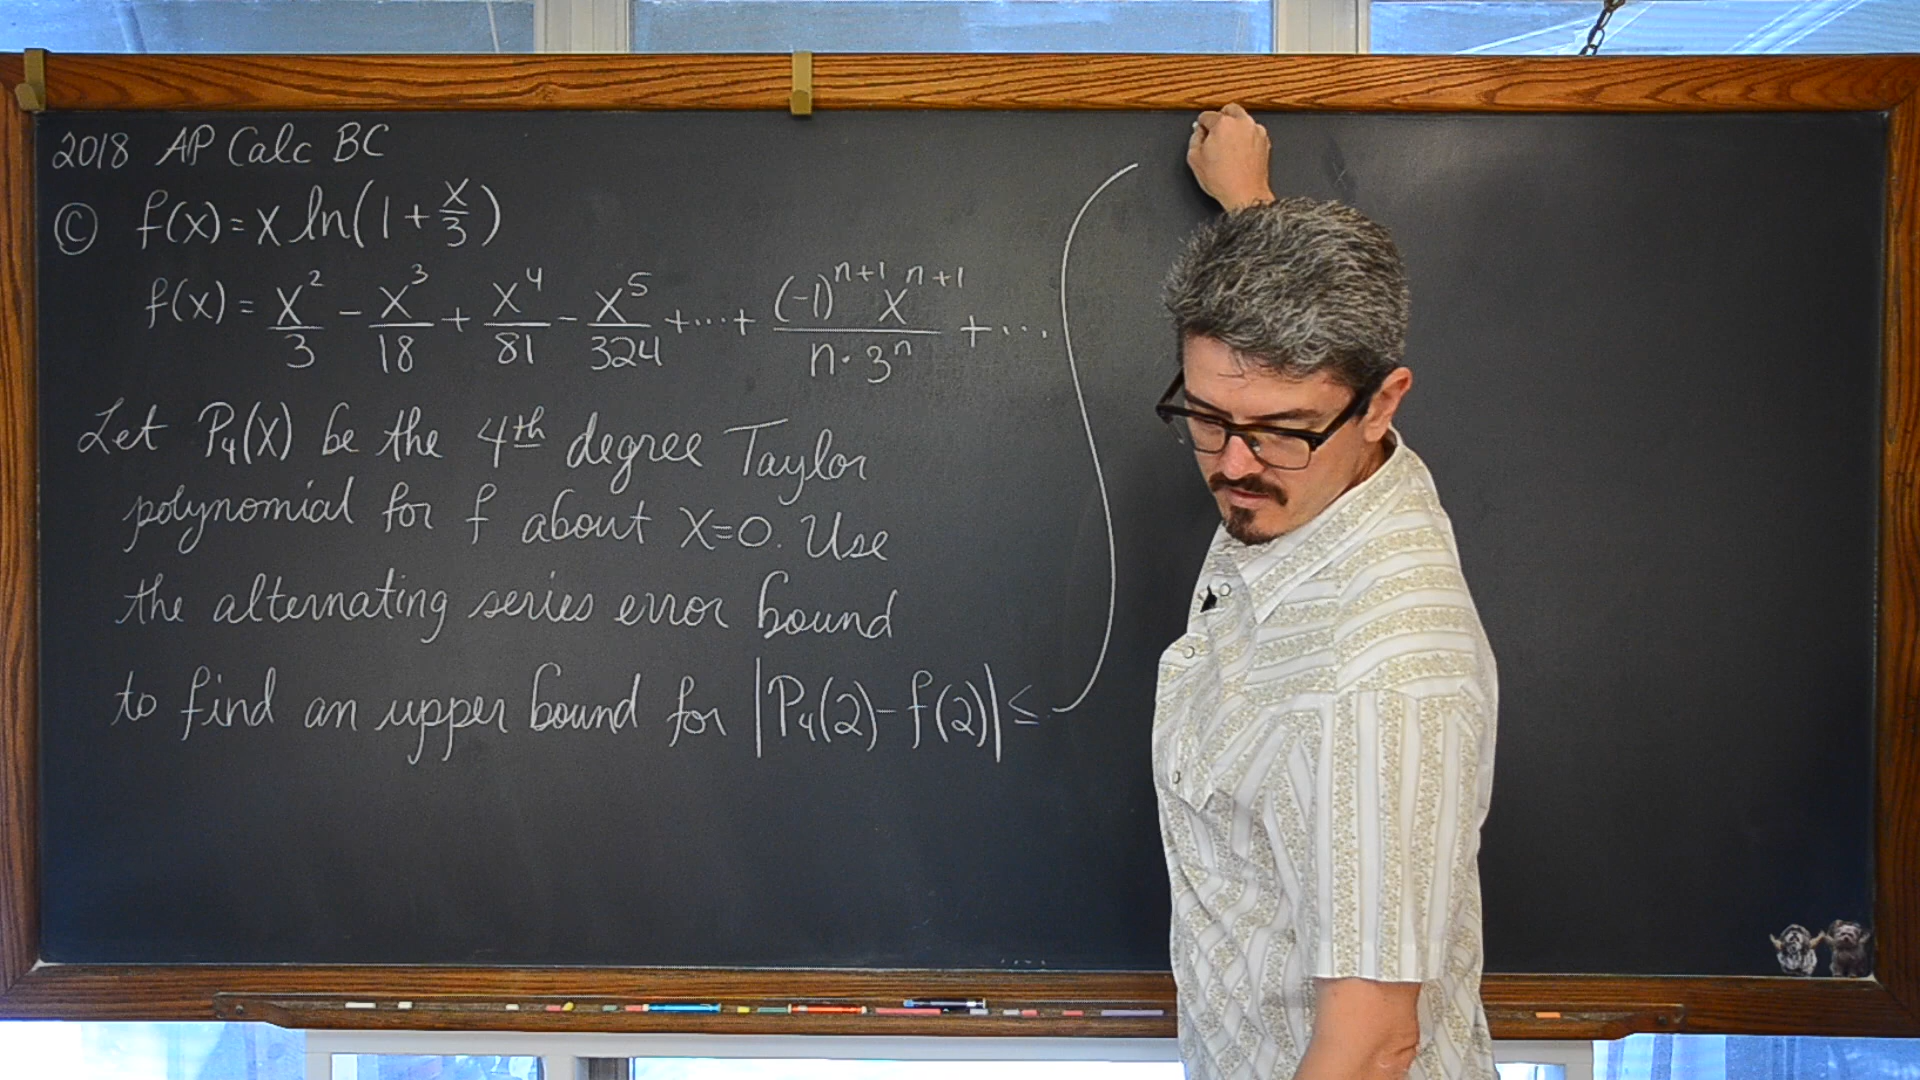 2018 AP Calc BC
Ⓒ f(x) = x ln(1 + x/3)
f(x) = x²/3 - x³/18 + x⁴/81 - x⁵/324 + ... + (-1)ⁿ⁺¹ xⁿ⁺¹/(n · 3ⁿ) + ...
Let P₄(x) be the 4th degree Taylor
polynomial for f about x=0. Use
the alternating series error bound
to find an upper bound for |P₄(2) - f(2)| ≤